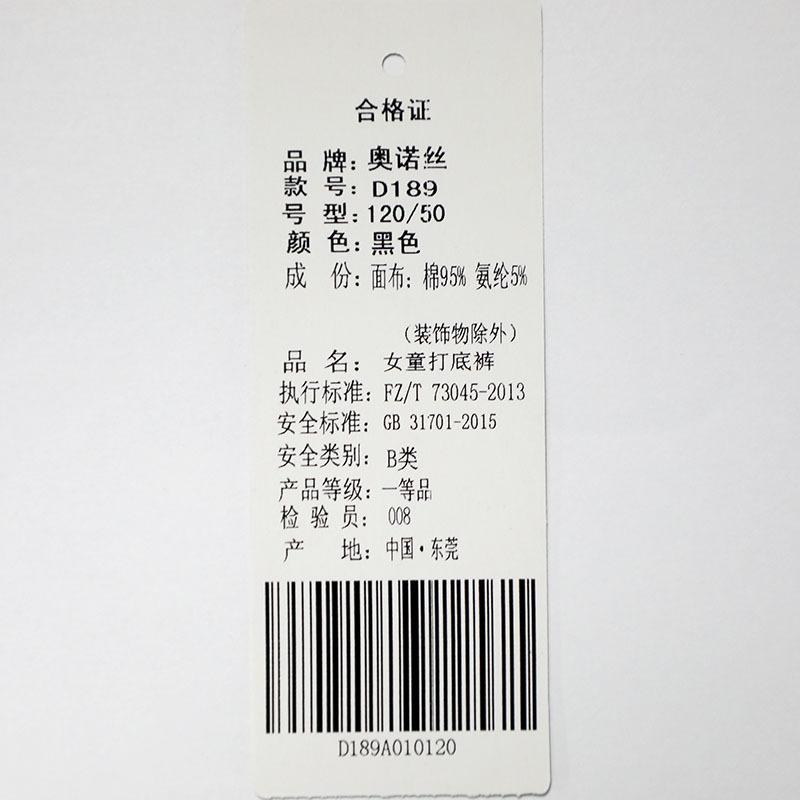 合格证
品 牌：奥诺丝
款 号：D189
号 型：120/50
颜 色：黑色
成 份：面布：棉95% 氨纶5%
（装饰物除外）
品 名：女童打底裤
执行标准：FZ/T 73045-2013
安全标准：GB 31701-2015
安全类别：B类
产品等级：一等品
检 验 员：008
产 地：中国·东莞
D189A010120